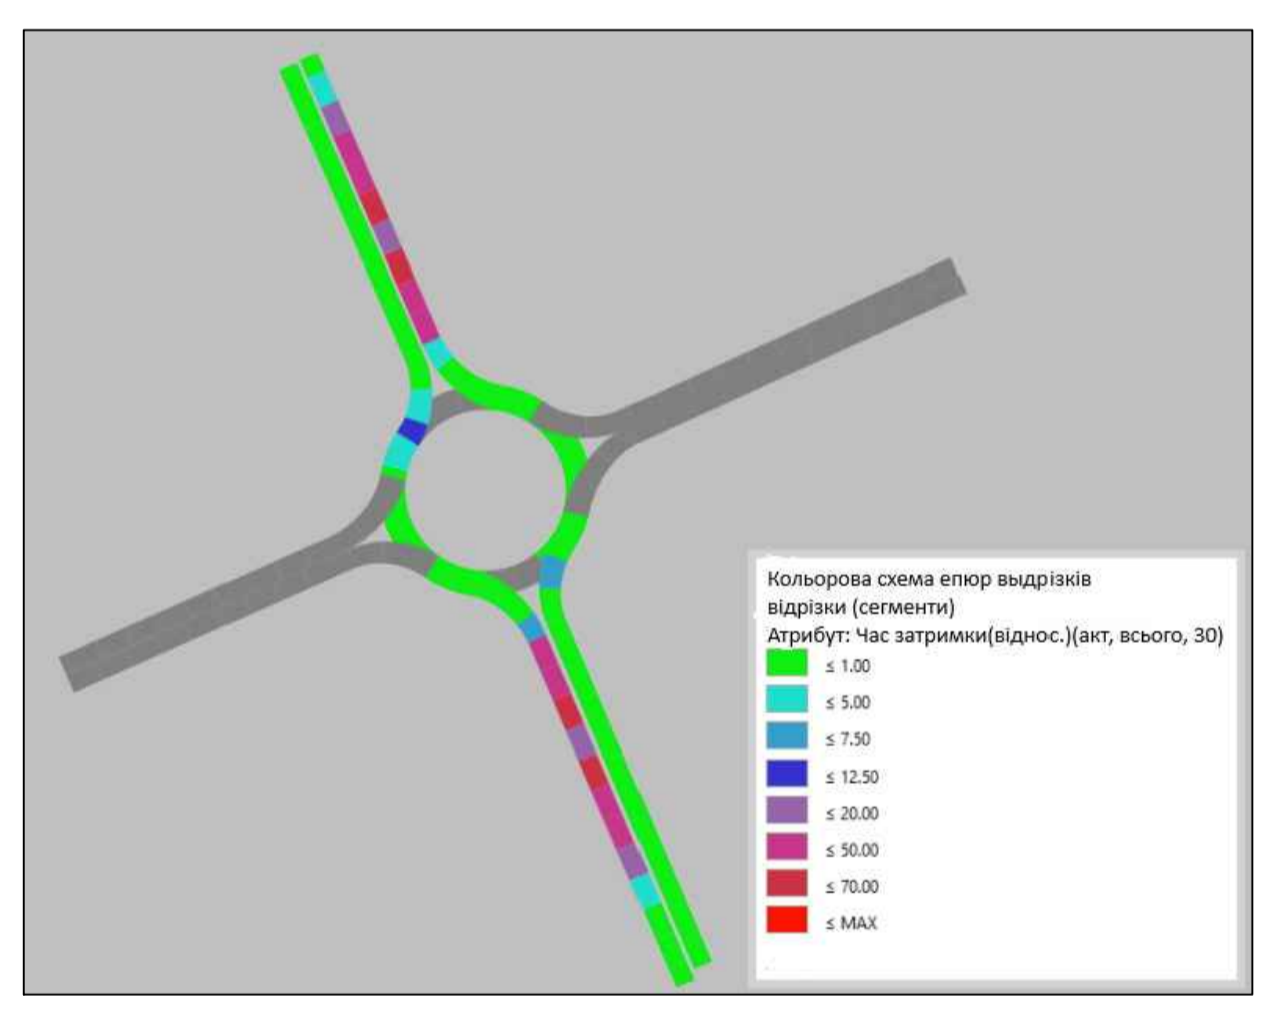 Кольорова схема епюр выдрізків
відрізки (сегменти)
Атрибут: Час затримки(віднос.)(акт, всього, 30)
≤ 1.00
≤ 5.00
≤ 7.50
≤ 12.50
≤ 20.00
≤ 50.00
≤ 70.00
≤ MAX